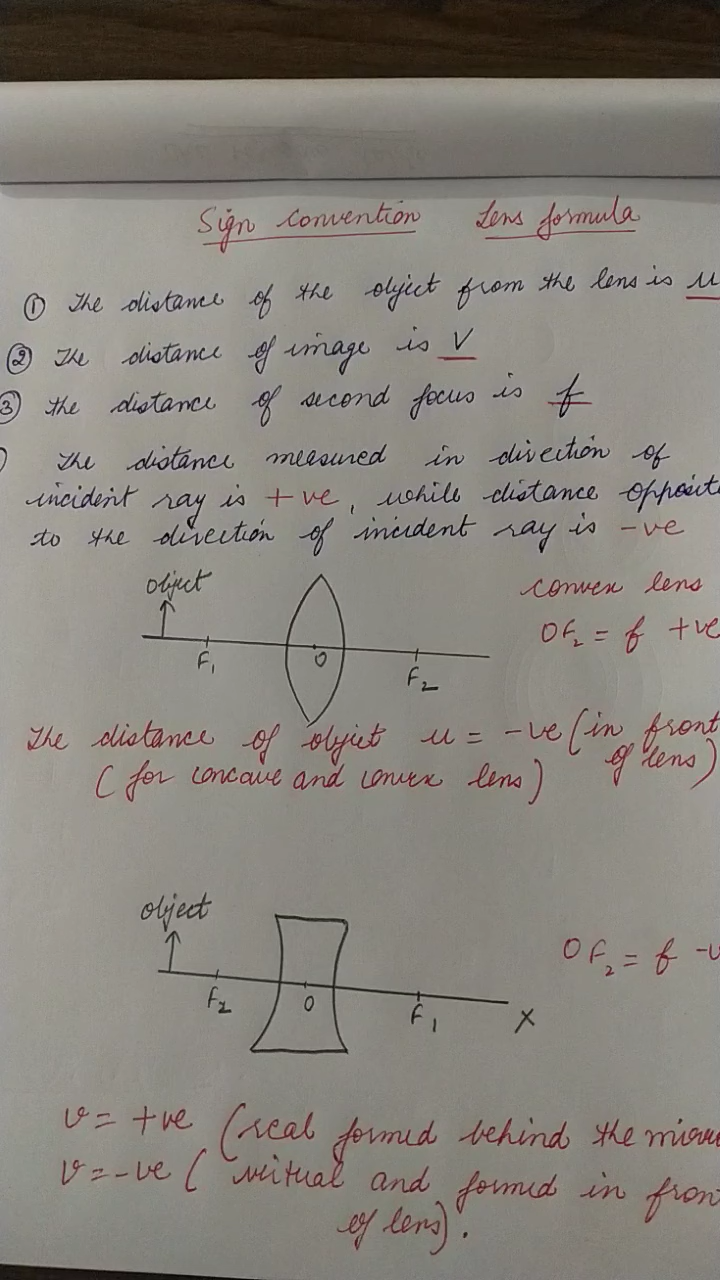 Sign Convention Lens formula
① The distance of the object from the lens is u
② The distance of image is V
③ the distance of second focus is f
The distance measured in direction of
incident ray is +ve, while distance opposit
to the direction of incident ray is -ve
object
convex lens
OF₂ = f +ve
F₁ O F₂
The distance of object u = -ve (in front
of lens)
( for concave and convex lens)
object
OF₂ = f -v
F₂ O F₁ X
v = +ve (real formed behind the
v = -ve ( virtual and formed in fron
of lens).